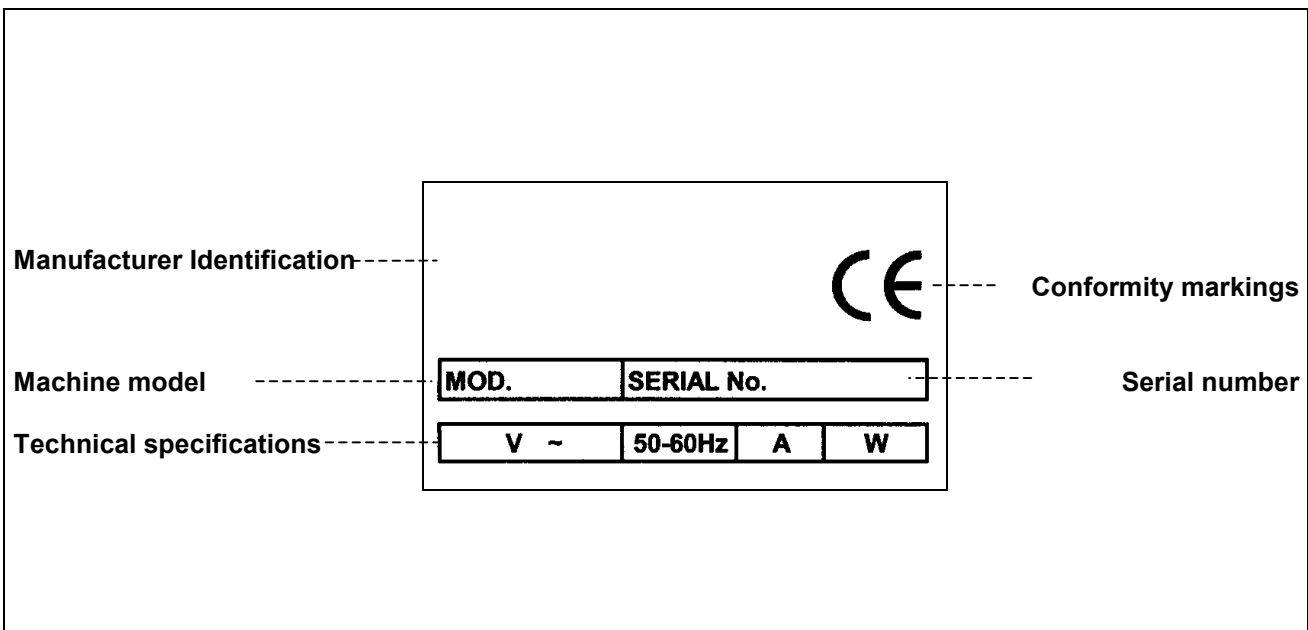 Manufacturer Identification
CE
Conformity markings
Machine model
MOD.
SERIAL No.
Serial number
Technical specifications
V ~
50-60Hz
A
W